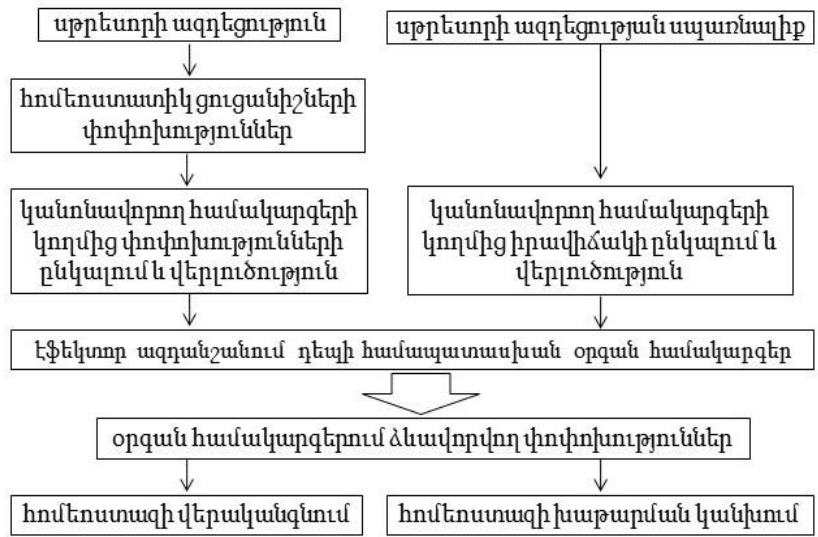 սթրեսորի ազդեցություն
սթրեսորի ազդեցության սպառնալիք
հոմեոստատիկ ցուցանիշների
փոփոխություններ
կանոնավորող համակարգերի
կողմից փոփոխությունների
ընկալում և վերլուծություն
կանոնավորող համակարգերի
կողմից իրավիճակի ընկալում և
վերլուծություն
էֆեկտոր ազդանշանում դեպի համապատասխան օրգան համակարգեր
օրգան համակարգերում ձևավորվող փոփոխություններ
հոմեոստազի վերականգնում
հոմեոստազի խաթարման կանխում